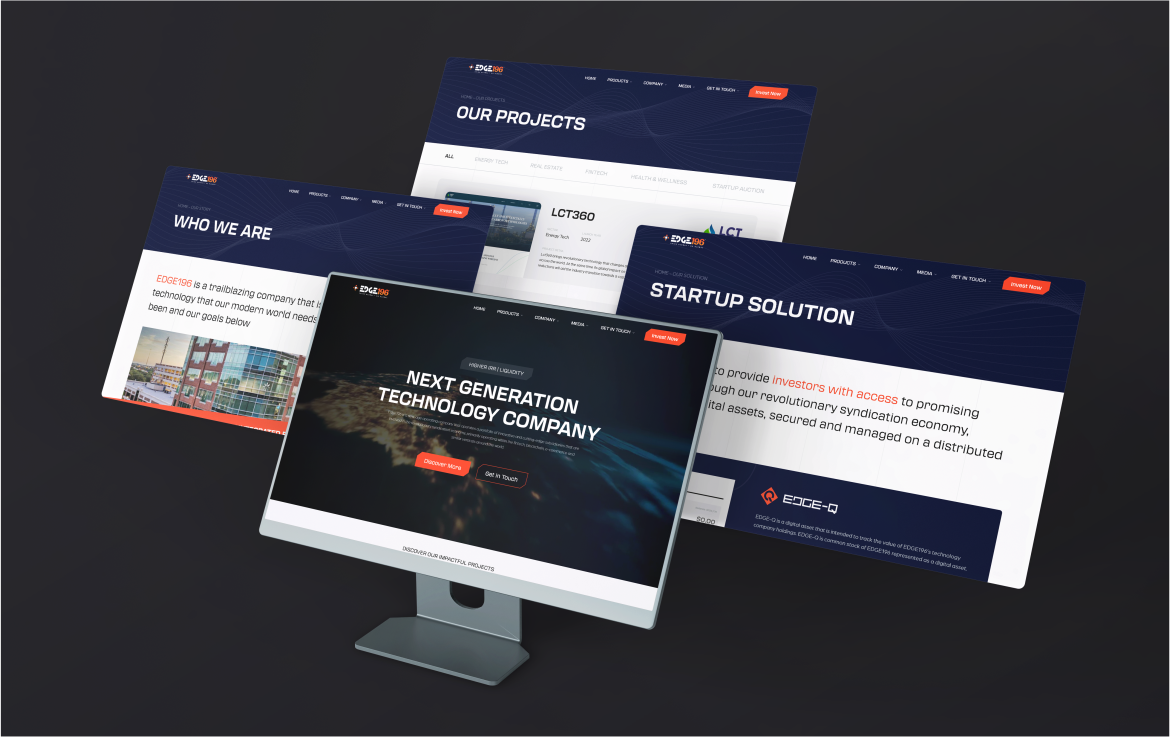 EDGE196
HOME
PRODUCTS
COMPANY
MEDIA
GET IN TOUCH
Invest Now
HOME - OUR PROJECTS
OUR PROJECTS
ALL
ENERGY TECH
REAL ESTATE
FINTECH
HEALTH & WELLNESS
STARTUP AUCTION
LCT360
Energy Tech
2022
LCT
EDGE196
HOME
PRODUCTS
COMPANY
MEDIA
GET IN TOUCH
Invest Now
WHO WE ARE
EDGE196 is a trailblazing company that is
technology that our modern world needs
been and our goals below
EDGE196
HOME
PRODUCTS
COMPANY
MEDIA
GET IN TOUCH
Invest Now
HOME - OUR SOLUTION
STARTUP SOLUTION
to provide investors with access to promising
ough our revolutionary syndication economy,
ital assets, secured and managed on a distributed
$0.00
EDGE-Q
EDGE-Q is a digital asset that is intended to track the value of EDGE196's technology
company holdings. EDGE-Q is common stock of EDGE196 represented as a digital asset.
EDGE196
HOME
PRODUCTS
COMPANY
MEDIA
GET IN TOUCH
Invest Now
HIGHER ROI | LIQUIDITY
NEXT GENERATION
TECHNOLOGY COMPANY
Discover More
Get In Touch
DISCOVER OUR IMPACTFUL PROJECTS